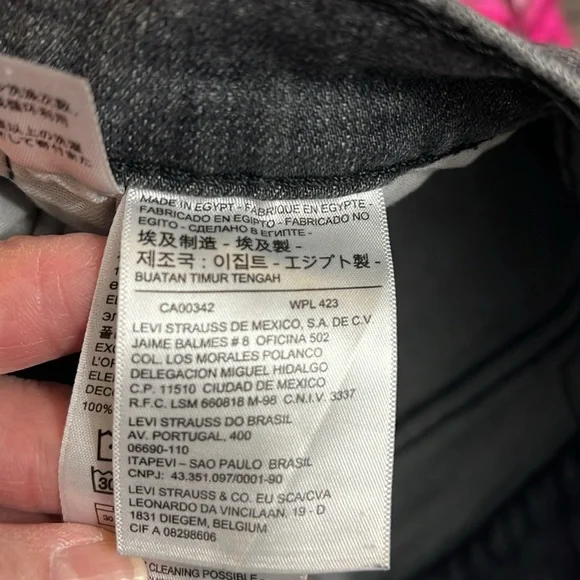 MADE IN EGYPT - FABRIQUE EN EGYPTE -
FABRICADO EN EGIPTO - FABRICADO NO
EGITO - СДЕЛАНО В ЕГИПТЕ -
埃及制造 - 埃及製 -
제조국 : 이집트 - エジプト製 -
BUATAN TIMUR TENGAH
CA00342 WPL 423
LEVI STRAUSS DE MEXICO, S.A. DE C.V
JAIME BALMES # 8 OFICINA 502
COL. LOS MORALES POLANCO
DELEGACION MIGUEL HIDALGO
C.P. 11510 CIUDAD DE MEXICO
R.F.C. LSM 660818 M-98 C.N.I.V. 3337
LEVI STRAUSS DO BRASIL
AV. PORTUGAL, 400
06690-110
ITAPEVI – SAO PAULO BRASIL
CNPJ: 43.351.097/0001-90
LEVI STRAUSS & CO. EU SCA/CVA
LEONARDO DA VINCILAAN. 19 - D
1831 DIEGEM, BELGIUM
CIF A 08298606
CLEANING POSSIBLE -
100%
30